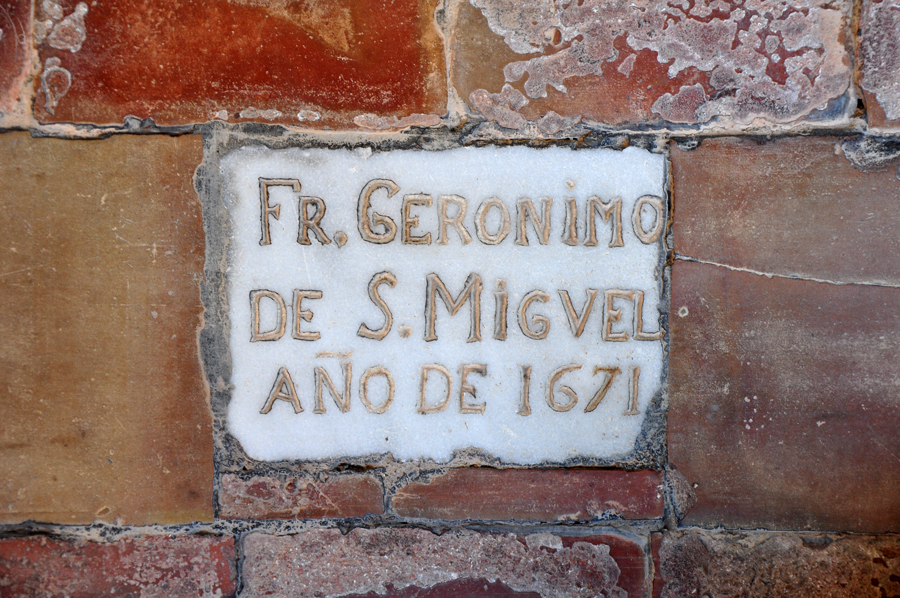 FR. GERONiMO
DE S. MiGVEL
AÑO DE 1671